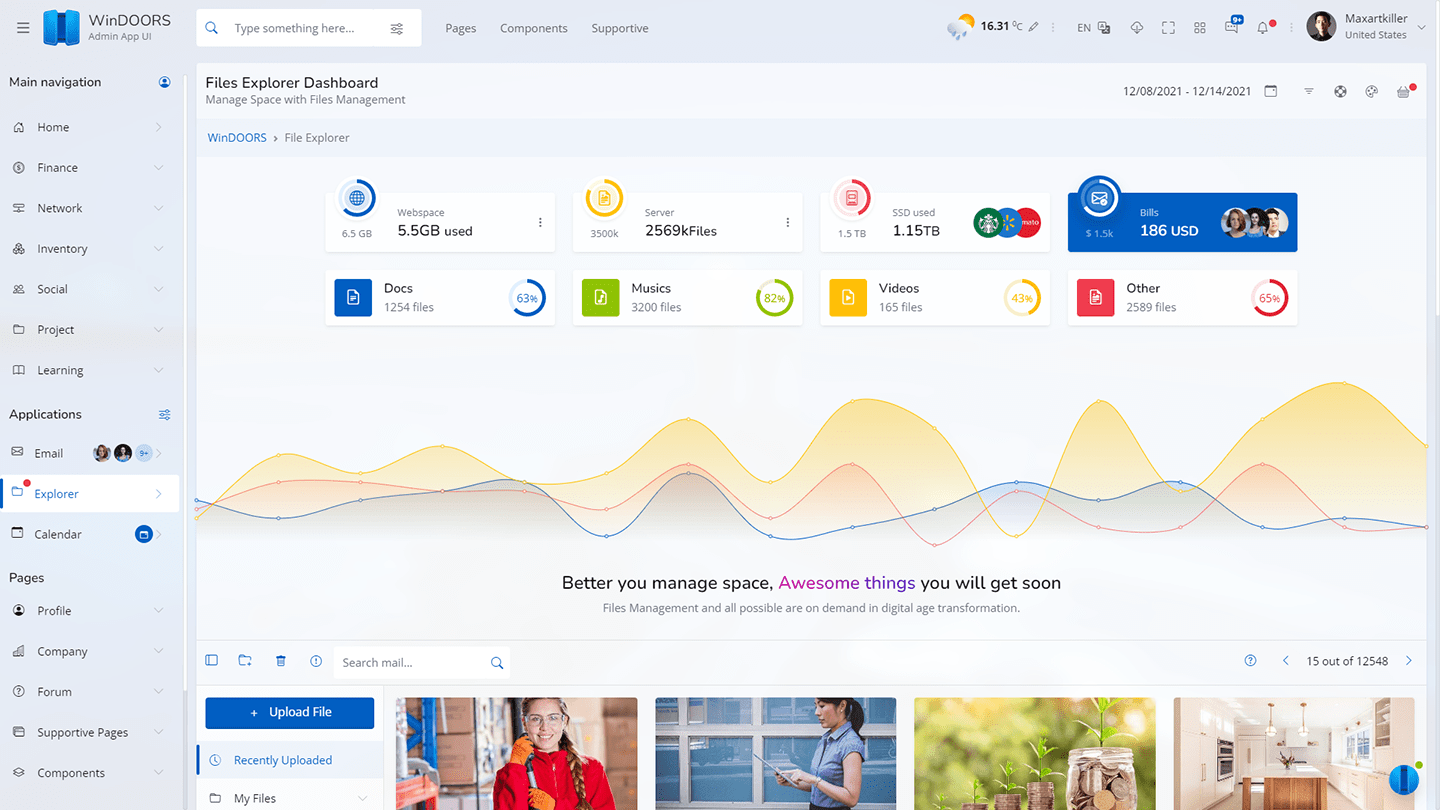 WinDOORS
Admin App UI
Type something here...
Pages
Components
Supportive
16.31 °C
EN
9+
Maxartkiller
United States
Main navigation
Home
Finance
Network
Inventory
Social
Project
Learning
Applications
Email
9+
Explorer
Calendar
Pages
Profile
Company
Forum
Supportive Pages
Components
Files Explorer Dashboard
Manage Space with Files Management
12/08/2021 - 12/14/2021
WinDOORS › File Explorer
6.5 GB
Webspace
5.5GB used
3500k
Server
2569kFiles
1.5 TB
SSD used
1.15TB
$ 1.5k
Bills
186 USD
Docs
1254 files
63%
Musics
3200 files
82%
Videos
165 files
43%
Other
2589 files
65%
Better you manage space, Awesome things you will get soon
Files Management and all possible are on demand in digital age transformation.
Search mail...
15 out of 12548
+ Upload File
Recently Uploaded
My Files